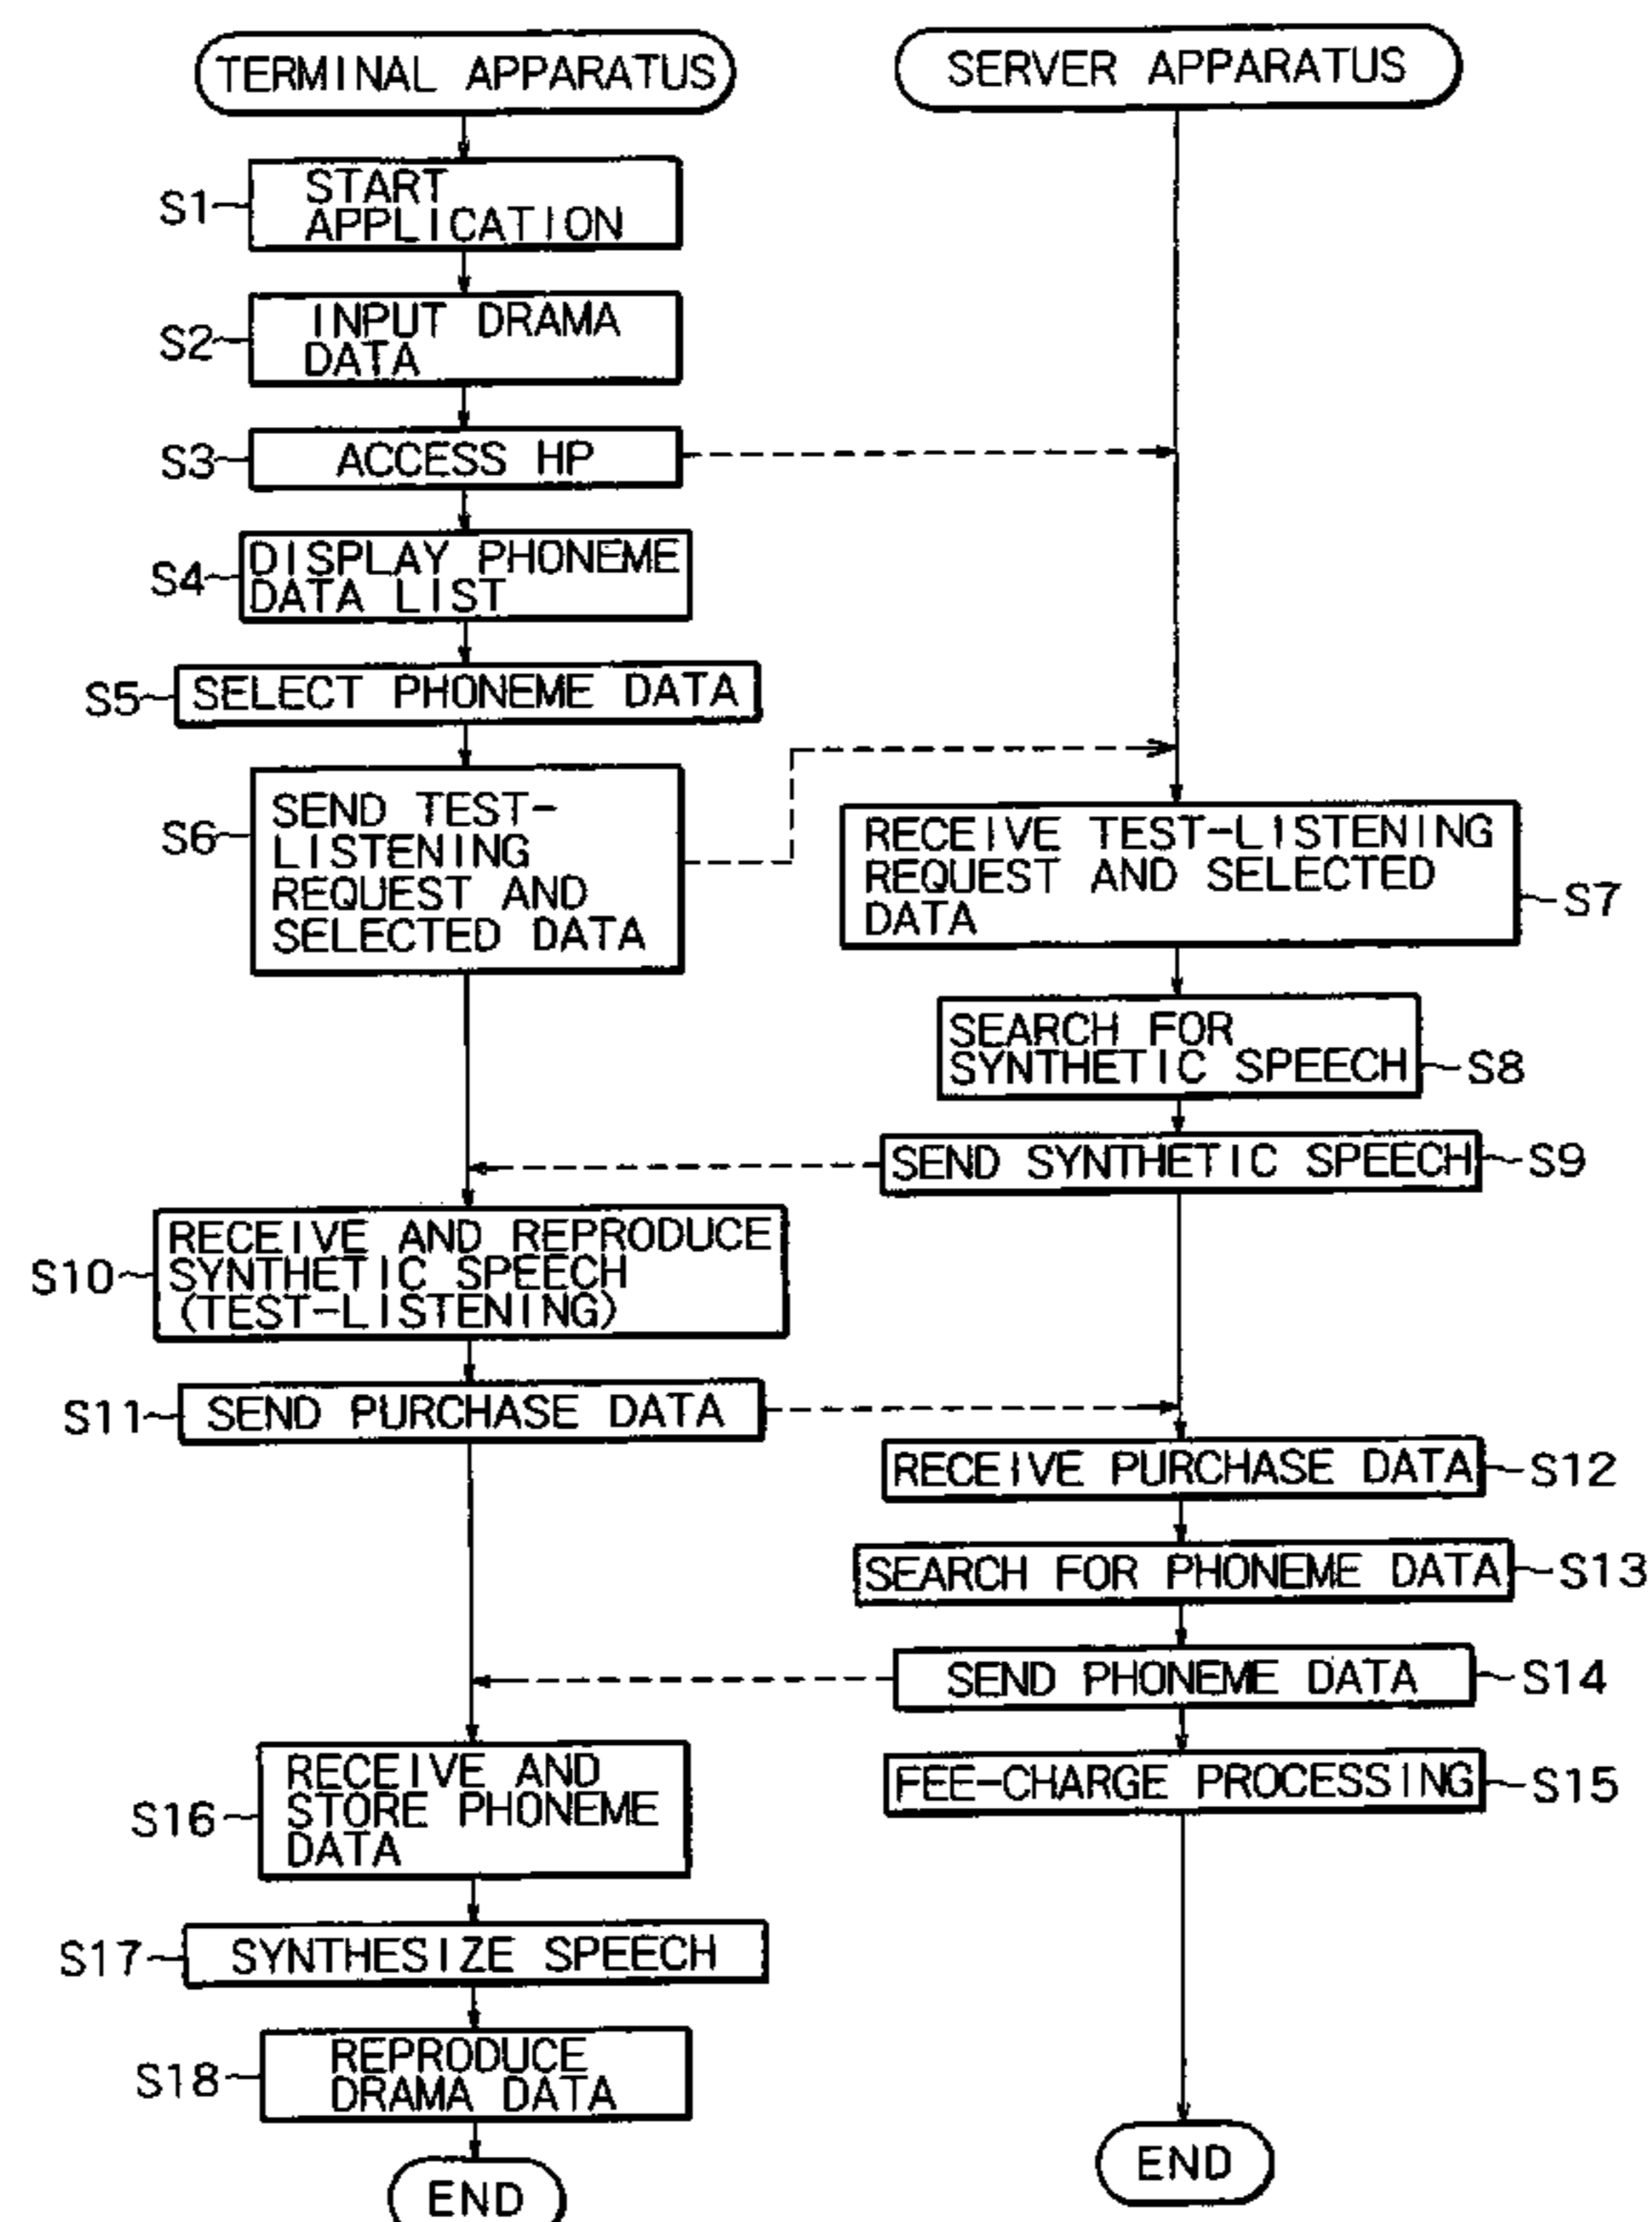 TERMINAL APPARATUS
SERVER APPARATUS
S1
START
APPLICATION
S2
INPUT DRAMA
DATA
S3
ACCESS HP
S4
DISPLAY PHONEME
DATA LIST
S5
SELECT PHONEME DATA
S6
SEND TEST-
LISTENING
REQUEST AND
SELECTED DATA
RECEIVE TEST-LISTENING
REQUEST AND SELECTED
DATA
S7
SEARCH FOR
SYNTHETIC SPEECH
S8
SEND SYNTHETIC SPEECH
S9
S10
RECEIVE AND REPRODUCE
SYNTHETIC SPEECH
(TEST-LISTENING)
S11
SEND PURCHASE DATA
RECEIVE PURCHASE DATA
S12
SEARCH FOR PHONEME DATA
S13
SEND PHONEME DATA
S14
FEE-CHARGE PROCESSING
S15
S16
RECEIVE AND
STORE PHONEME
DATA
S17
SYNTHESIZE SPEECH
S18
REPRODUCE
DRAMA DATA
END
END